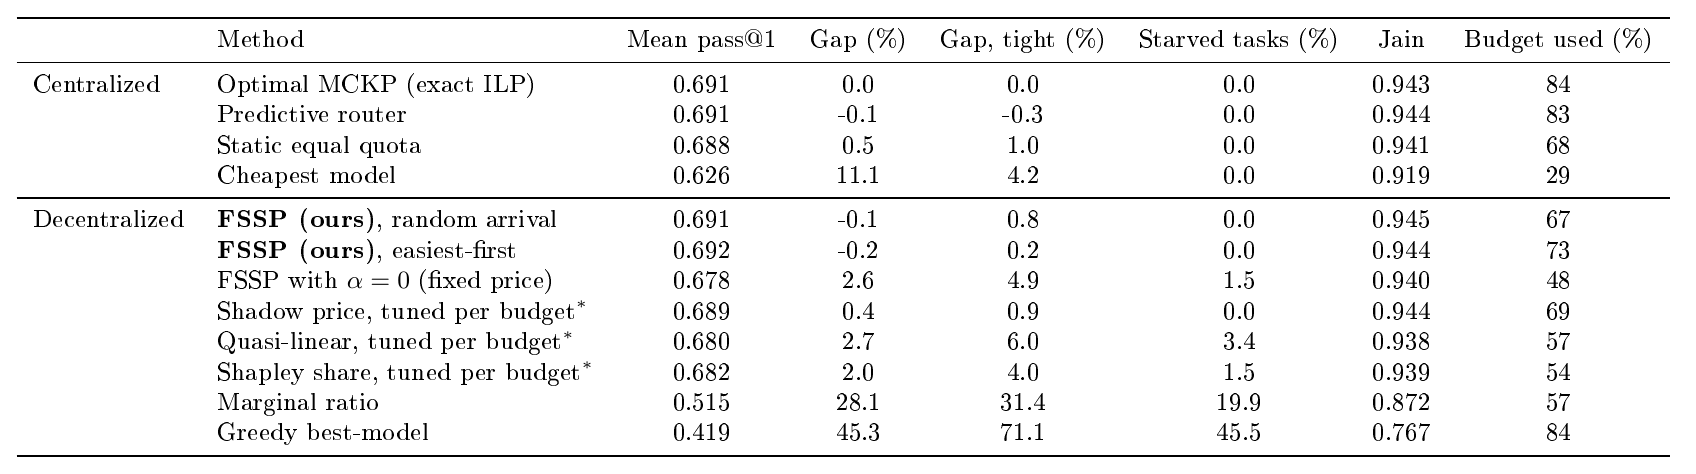 Method Mean pass@1 Gap (%) Gap, tight (%) Starved tasks (%) Jain Budget used (%)
Centralized Optimal MCKP (exact ILP) 0.691 0.0 0.0 0.0 0.943 84
Predictive router 0.691 -0.1 -0.3 0.0 0.944 83
Static equal quota 0.688 0.5 1.0 0.0 0.941 68
Cheapest model 0.626 11.1 4.2 0.0 0.919 29
Decentralized FSSP (ours), random arrival 0.691 -0.1 0.8 0.0 0.945 67
FSSP (ours), easiest-first 0.692 -0.2 0.2 0.0 0.944 73
FSSP with α = 0 (fixed price) 0.678 2.6 4.9 1.5 0.940 48
Shadow price, tuned per budget* 0.689 0.4 0.9 0.0 0.944 69
Quasi-linear, tuned per budget* 0.680 2.7 6.0 3.4 0.938 57
Shapley share, tuned per budget* 0.682 2.0 4.0 1.5 0.939 54
Marginal ratio 0.515 28.1 31.4 19.9 0.872 57
Greedy best-model 0.419 45.3 71.1 45.5 0.767 84